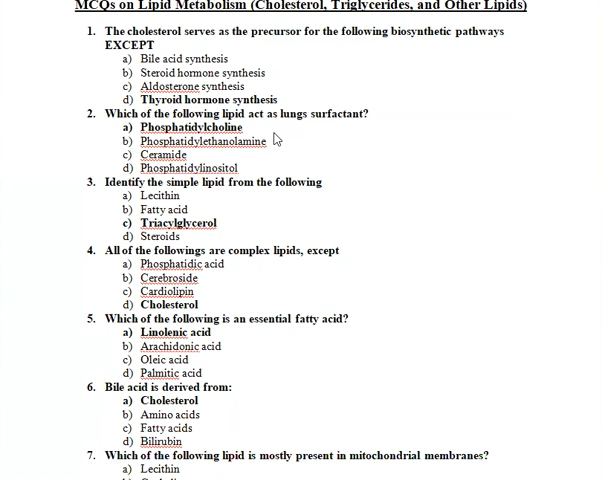 MCQs on Lipid Metabolism (Cholesterol, Triglycerides, and Other Lipids)
1. The cholesterol serves as the precursor for the following biosynthetic pathways
EXCEPT
a) Bile acid synthesis
b) Steroid hormone synthesis
c) Aldosterone synthesis
d) Thyroid hormone synthesis
2. Which of the following lipid act as lungs surfactant?
a) Phosphatidylcholine
b) Phosphatidylethanolamine
c) Ceramide
d) Phosphatidylinositol
3. Identify the simple lipid from the following
a) Lecithin
b) Fatty acid
c) Triacylglycerol
d) Steroids
4. All of the followings are complex lipids, except
a) Phosphatidic acid
b) Cerebroside
c) Cardiolipin
d) Cholesterol
5. Which of the following is an essential fatty acid?
a) Linolenic acid
b) Arachidonic acid
c) Oleic acid
d) Palmitic acid
6. Bile acid is derived from:
a) Cholesterol
b) Amino acids
c) Fatty acids
d) Bilirubin
7. Which of the following lipid is mostly present in mitochondrial membranes?
a) Lecithin